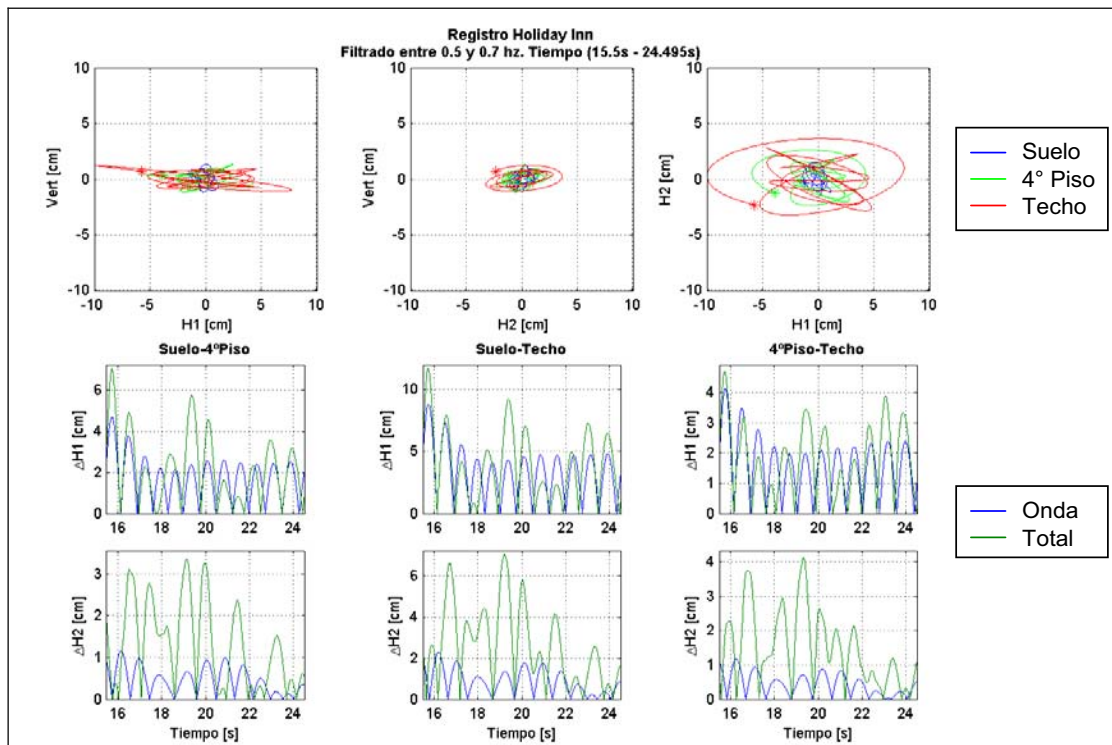 Registro Holiday Inn
Filtrado entre 0.5 y 0.7 hz. Tiempo (15.5s - 24.495s)
10
5
0
-5
-10
Vert [cm]
-10 -5 0 5 10
H1 [cm]
10
5
0
-5
-10
Vert [cm]
-10 -5 0 5 10
H2 [cm]
10
5
0
-5
-10
H2 [cm]
-10 -5 0 5 10
H1 [cm]
Suelo
4° Piso
Techo
Suelo-4ºPiso
6
4
2
0
ΔH1 [cm]
16 18 20 22 24
Suelo-Techo
10
5
0
ΔH1 [cm]
16 18 20 22 24
4ºPiso-Techo
4
3
2
1
0
ΔH1 [cm]
16 18 20 22 24
Onda
Total
3
2
1
0
ΔH2 [cm]
16 18 20 22 24
Tiempo [s]
6
4
2
0
ΔH2 [cm]
16 18 20 22 24
Tiempo [s]
4
3
2
1
0
ΔH2 [cm]
16 18 20 22 24
Tiempo [s]